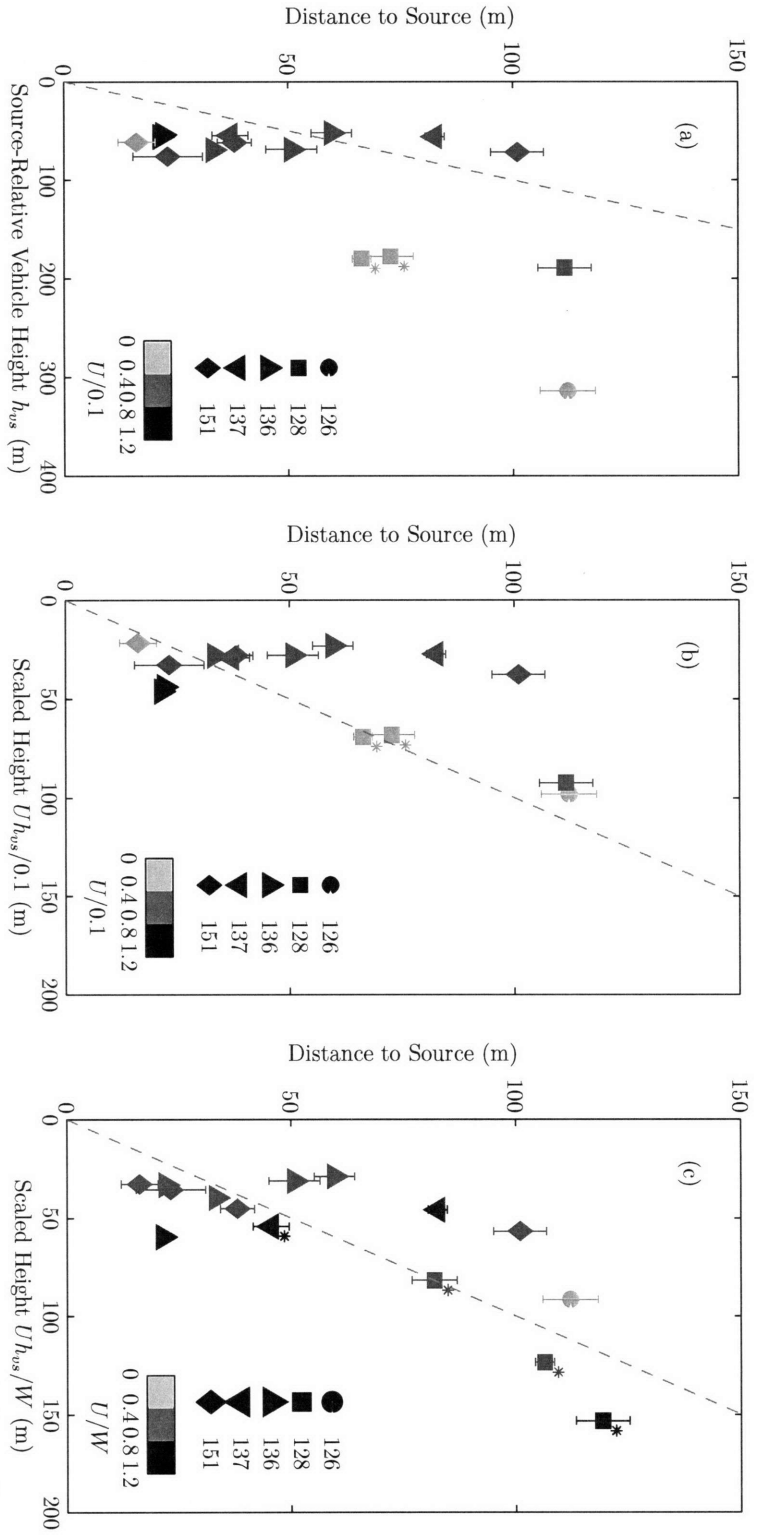 (a)
Distance to Source (m)
150
100
50
0
0 100 200 300 400
Source-Relative Vehicle Height h_vs (m)
126
128
136
137
151
0 0.4 0.8 1.2
U/0.1
(b)
Distance to Source (m)
150
100
50
0
0 50 100 150 200
Scaled Height Uh_vs/0.1 (m)
126
128
136
137
151
0 0.4 0.8 1.2
U/0.1
(c)
Distance to Source (m)
150
100
50
0
0 50 100 150 200
Scaled Height Uh_vs/W (m)
126
128
136
137
151
0 0.4 0.8 1.2
U/W